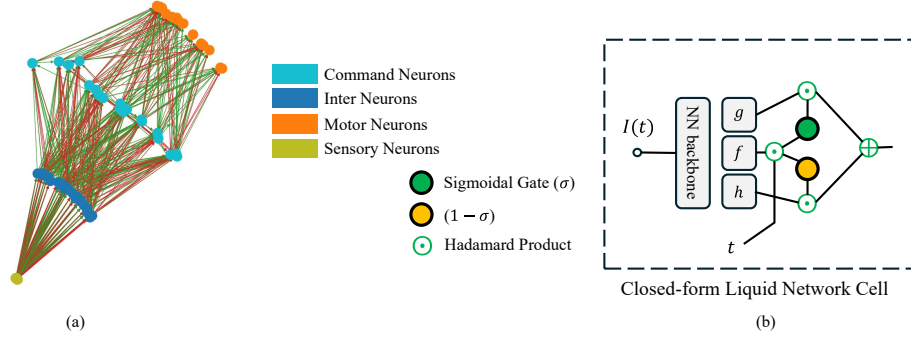 Command Neurons
Inter Neurons
Motor Neurons
Sensory Neurons
Sigmoidal Gate (σ)
(1 − σ)
Hadamard Product
(a)
I(t)
NN backbone
g
f
h
t
Closed-form Liquid Network Cell
(b)